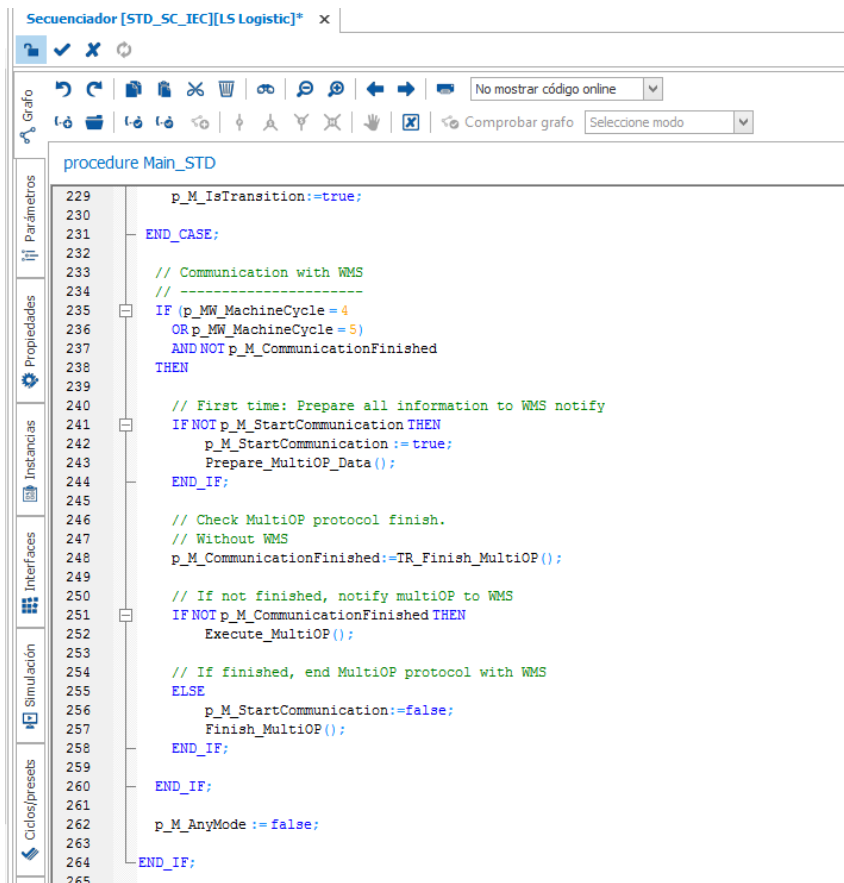 Secuenciador [STD_SC_IEC][LS Logistic]* x
No mostrar código online
Comprobar grafo Seleccione modo
Grafo
Parámetros
Propiedades
Instancias
Interfaces
Simulación
Ciclos/presets
procedure Main_STD
229 p_M_IsTransition:=true;
230
231 END_CASE;
232
233 // Communication with WMS
234 // ----------------------
235 IF (p_MW_MachineCycle = 4
236 OR p_MW_MachineCycle = 5)
237 AND NOT p_M_CommunicationFinished
238 THEN
239
240 // First time: Prepare all information to WMS notify
241 IF NOT p_M_StartCommunication THEN
242 p_M_StartCommunication := true;
243 Prepare_MultiOP_Data();
244 END_IF;
245
246 // Check MultiOP protocol finish.
247 // Without WMS
248 p_M_CommunicationFinished:=TR_Finish_MultiOP();
249
250 // If not finished, notify multiOP to WMS
251 IF NOT p_M_CommunicationFinished THEN
252 Execute_MultiOP();
253
254 // If finished, end MultiOP protocol with WMS
255 ELSE
256 p_M_StartCommunication:=false;
257 Finish_MultiOP();
258 END_IF;
259
260 END_IF;
261
262 p_M_AnyMode := false;
263
264 END_IF;
265